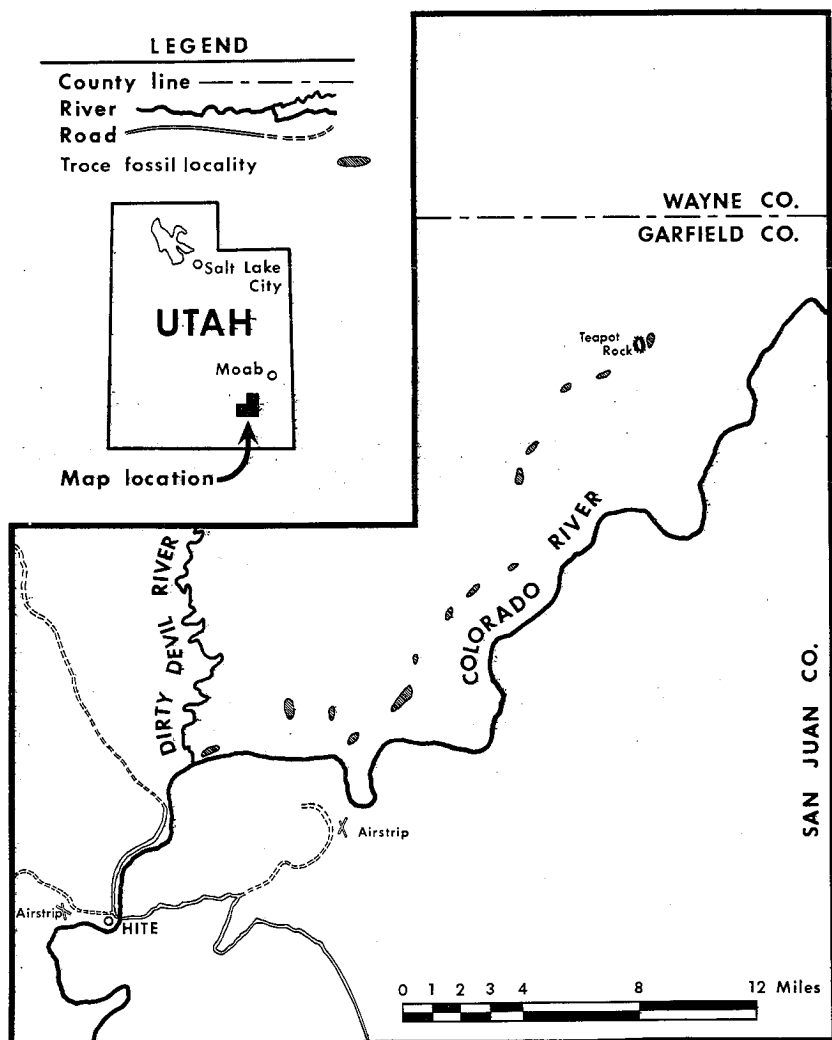 LEGEND
County line
River
Road
Troce fossil locality
Salt Lake
City
UTAH
Moab
Map location
WAYNE CO.
GARFIELD CO.
Teapot
Rock
COLORADO RIVER
DIRTY DEVIL RIVER
SAN JUAN CO.
Airstrip
Airstrip
HITE
0 1 2 3 4 8 12 Miles